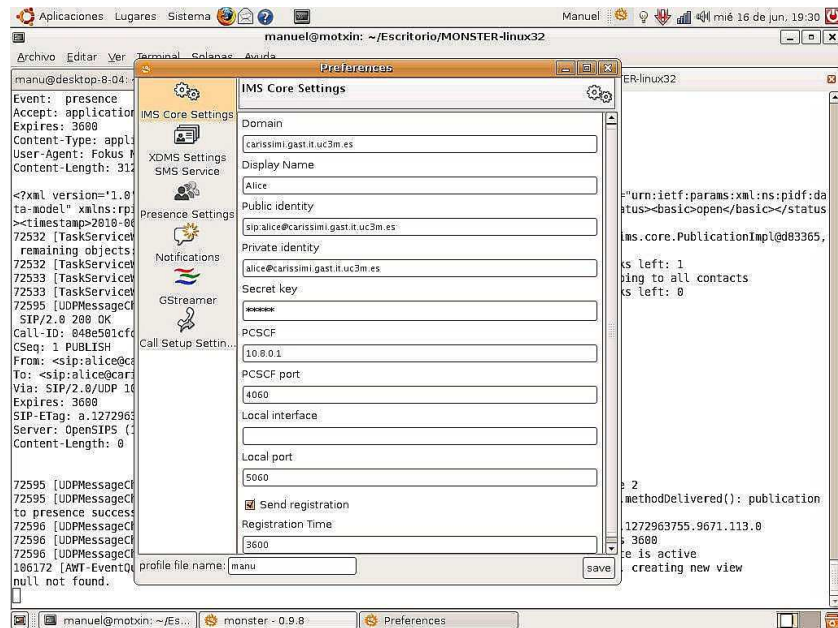 Aplicaciones Lugares Sistema Manuel mié 16 de jun, 19:30
manuel@motxin: ~/Escritorio/MONSTER-linux32
Archivo Editar Ver Terminal Solapas Ayuda
manu@desktop-8-04: ER-linux32
Preferences
IMS Core Settings
XDMS Settings
SMS Service
Presence Settings
Notifications
GStreamer
Call Setup Settin...
IMS Core Settings
Domain
carissimi.gast.it.uc3m.es
Display Name
Alice
Public identity
sip:alice@carissimi.gast.it.uc3m.es
Private identity
alice@carissimi.gast.it.uc3m.es
Secret key
*****
PCSCF
10.8.0.1
PCSCF port
4060
Local interface
Local port
5060
Send registration
Registration Time
3600
profile file name: manu save
Event: presence
Accept: application
Expires: 3600
Content-Type: appli
User-Agent: Fokus
Content-Length: 312
<?xml version="1.0" ="urn:ietf:params:xml:ns:pidf:da
ta-model" xmlns:rpi atus><basic>open</basic></status
><timestamp>2010-06
72532 [TaskService ims.core.PublicationImpl@d83365,
remaining objects:
72532 [TaskService ks left: 1
72533 [TaskService ping to all contacts
72533 [TaskService ks left: 0
72595 [UDPMessageCh
SIP/2.0 200 OK
Call-ID: 048e501cfd
CSeq: 1 PUBLISH
From: <sip:alice@ca
To: <sip:alice@cari
Via: SIP/2.0/UDP 10
Expires: 3600
SIP-ETag: a.1272963
Server: OpenSIPS (1
Content-Length: 0
72595 [UDPMessageCh e 2
72595 [UDPMessageCh .methodDelivered(): publication
to presence success
72596 [UDPMessageCh .1272963755.9671.113.0
72596 [UDPMessageCh s 3600
72596 [UDPMessageCh te is active
106172 [AWT-EventQu . creating new view
null not found.
manuel@motxin: ~/Es... monster - 0.9.8 Preferences